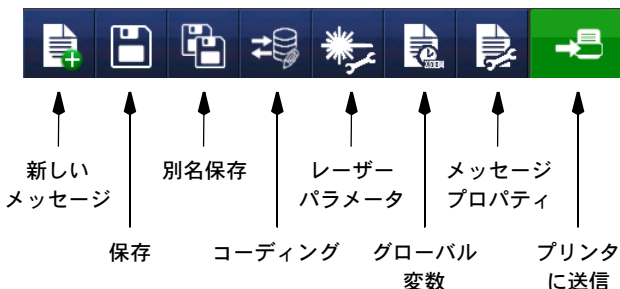 新しい
メッセージ
別名保存
レーザー
パラメータ
メッセージ
プロパティ
保存
コーディング
グローバル
変数
プリンタ
に送信